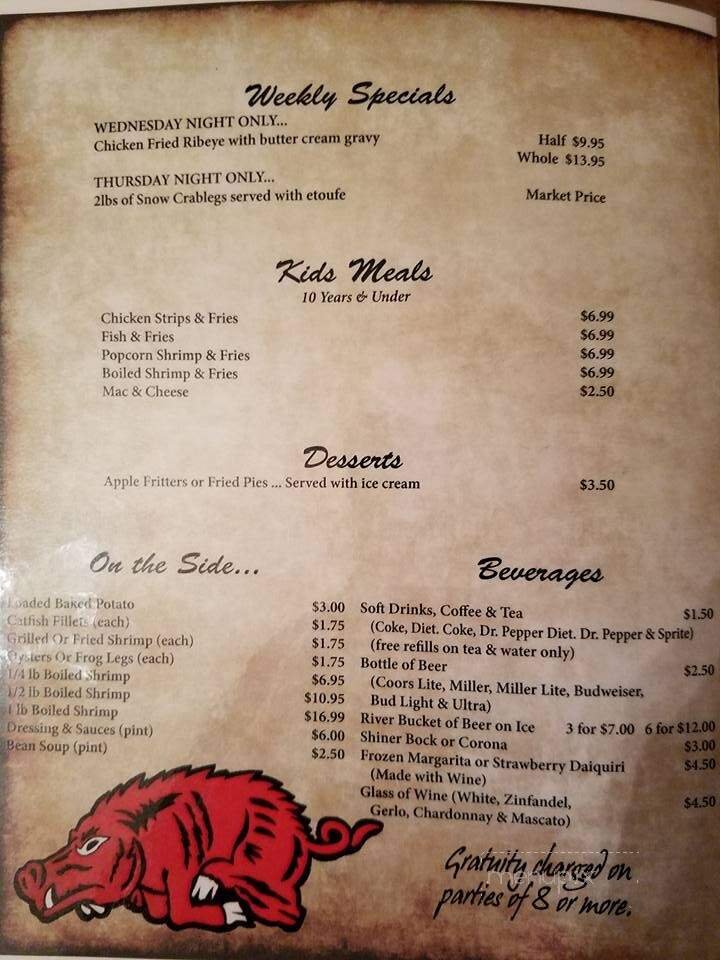 Weekly Specials
WEDNESDAY NIGHT ONLY...
Chicken Fried Ribeye with butter cream gravy Half $9.95
Whole $13.95
THURSDAY NIGHT ONLY...
2lbs of Snow Crablegs served with etoufe Market Price
Kids Meals
10 Years & Under
Chicken Strips & Fries $6.99
Fish & Fries $6.99
Popcorn Shrimp & Fries $6.99
Boiled Shrimp & Fries $6.99
Mac & Cheese $2.50
Desserts
Apple Fritters or Fried Pies ... Served with ice cream $3.50
On the Side...
Loaded Baked Potato $3.00
Catfish Fillets (each) $1.75
Grilled Or Fried Shrimp (each) $1.75
Oysters Or Frog Legs (each) $1.75
1/4 lb Boiled Shrimp $6.95
1/2 lb Boiled Shrimp $10.95
1 lb Boiled Shrimp $16.99
Dressing & Sauces (pint) $6.00
Bean Soup (pint) $2.50
Beverages
Soft Drinks, Coffee & Tea $1.50
(Coke, Diet. Coke, Dr. Pepper Diet. Dr. Pepper & Sprite)
(free refills on tea & water only)
Bottle of Beer $2.50
(Coors Lite, Miller, Miller Lite, Budweiser,
Bud Light & Ultra)
River Bucket of Beer on Ice 3 for $7.00 6 for $12.00
Shiner Bock or Corona $3.00
Frozen Margarita or Strawberry Daiquiri $4.50
(Made with Wine)
Glass of Wine (White, Zinfandel, $4.50
Gerlo, Chardonnay & Mascato)
Gratuity charged on
parties of 8 or more.